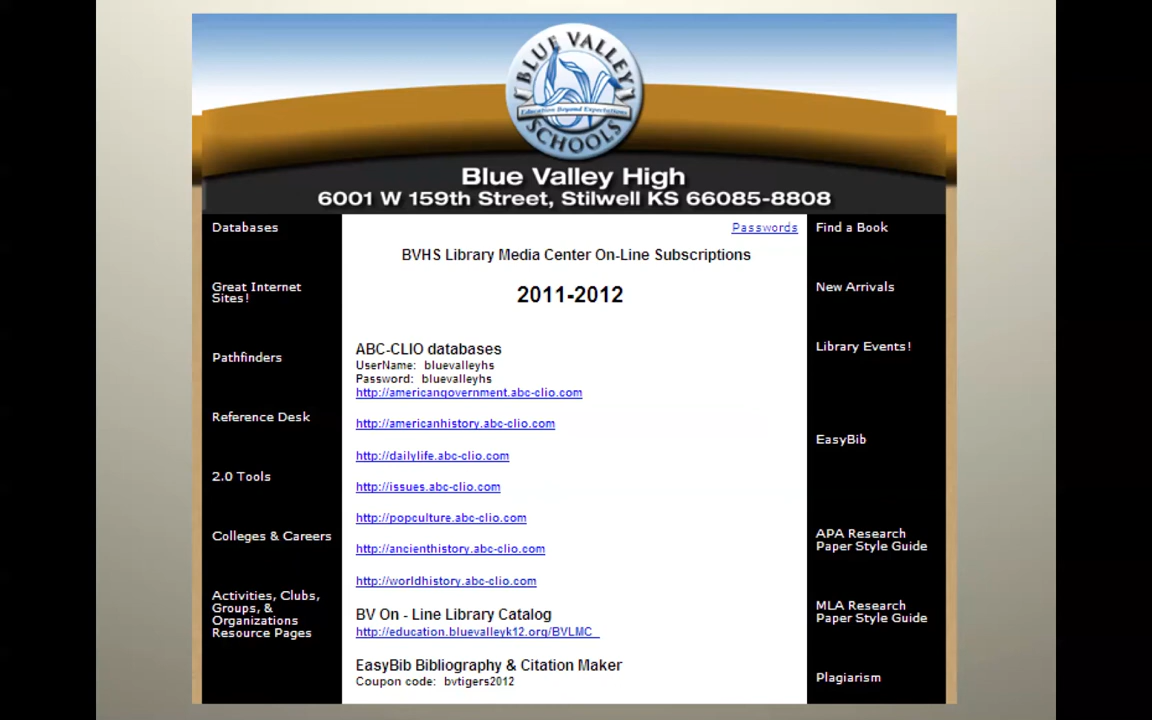 BLUE VALLEY
Education Beyond Expectations
SCHOOLS
Blue Valley High
6001 W 159th Street, Stilwell KS 66085-8808
Databases
Great Internet
Sites!
Pathfinders
Reference Desk
2.0 Tools
Colleges & Careers
Activities, Clubs,
Groups, &
Organizations
Resource Pages
Passwords
BVHS Library Media Center On-Line Subscriptions
2011-2012
ABC-CLIO databases
UserName: bluevalleyhs
Password: bluevalleyhs
http://americangovernment.abc-clio.com
http://americanhistory.abc-clio.com
http://dailylife.abc-clio.com
http://issues.abc-clio.com
http://popculture.abc-clio.com
http://ancienthistory.abc-clio.com
http://worldhistory.abc-clio.com
BV On - Line Library Catalog
http://education.bluevalleyk12.org/BVLMC
EasyBib Bibliography & Citation Maker
Coupon code: bvtigers2012
Find a Book
New Arrivals
Library Events!
EasyBib
APA Research
Paper Style Guide
MLA Research
Paper Style Guide
Plagiarism